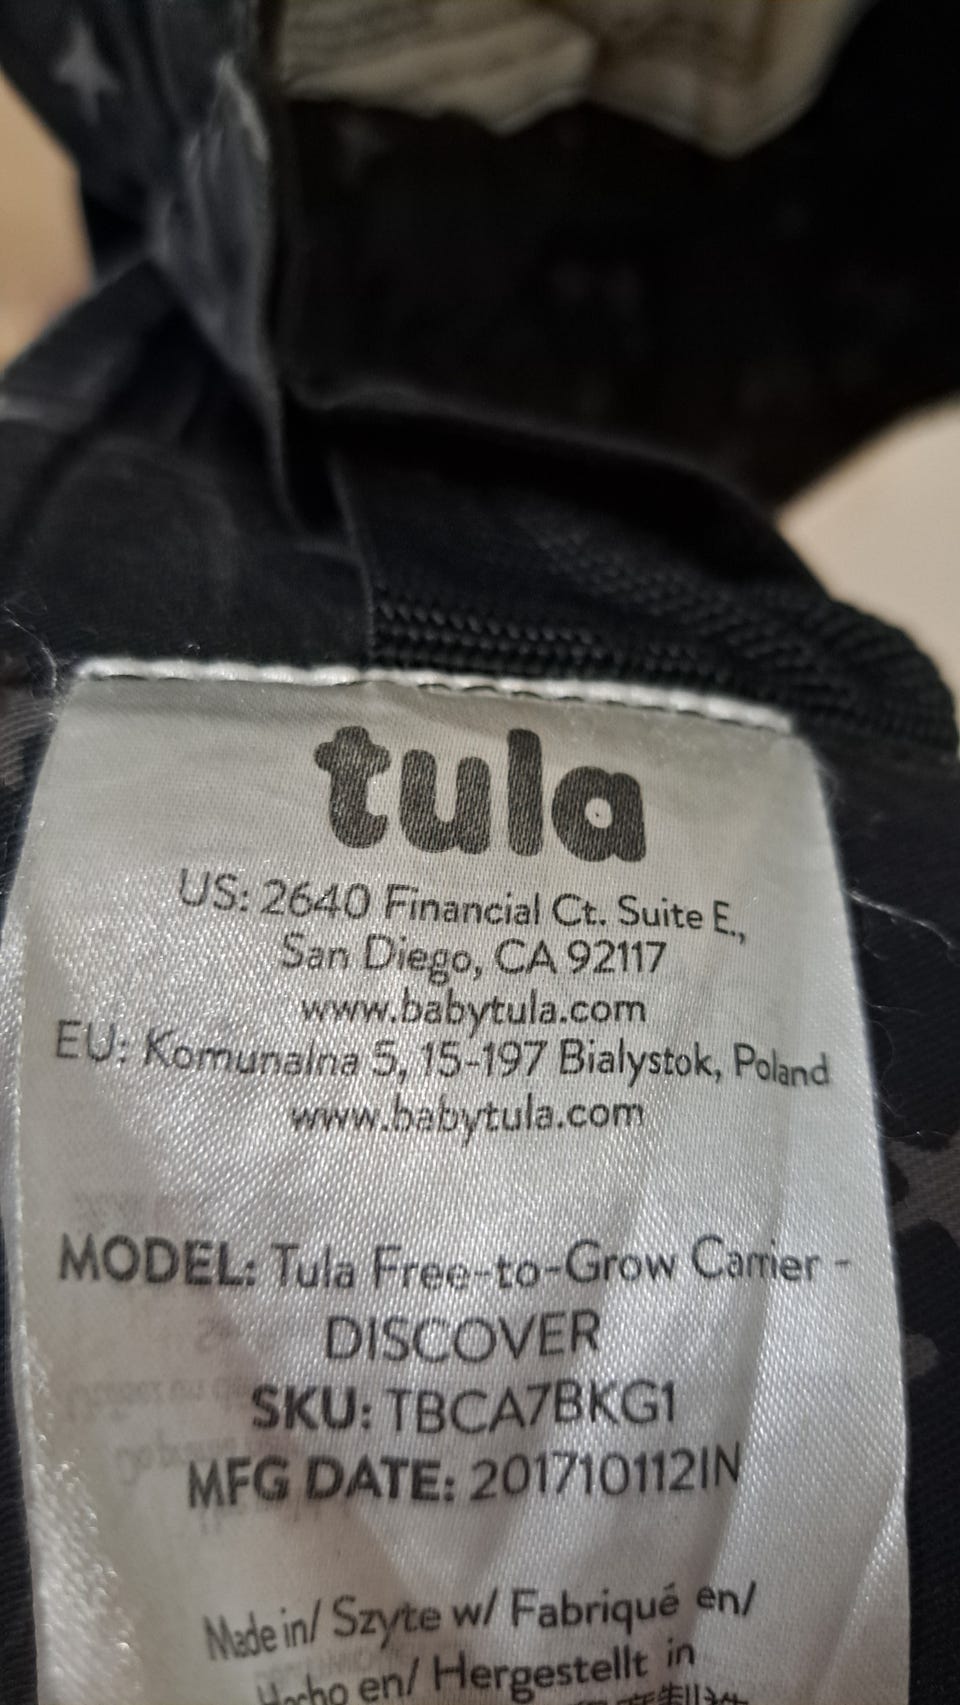 tula
US: 2640 Financial Ct. Suite E.,
San Diego, CA 92117
www.babytula.com
EU: Komunalna 5, 15-197 Bialystok, Poland
www.babytula.com
MODEL: Tula Free-to-Grow Carrier -
DISCOVER
SKU: TBCA7BKG1
MFG DATE: 201710112IN
Made in/ Szyte w/ Fabriqué en/
Hecho en/ Hergestellt in